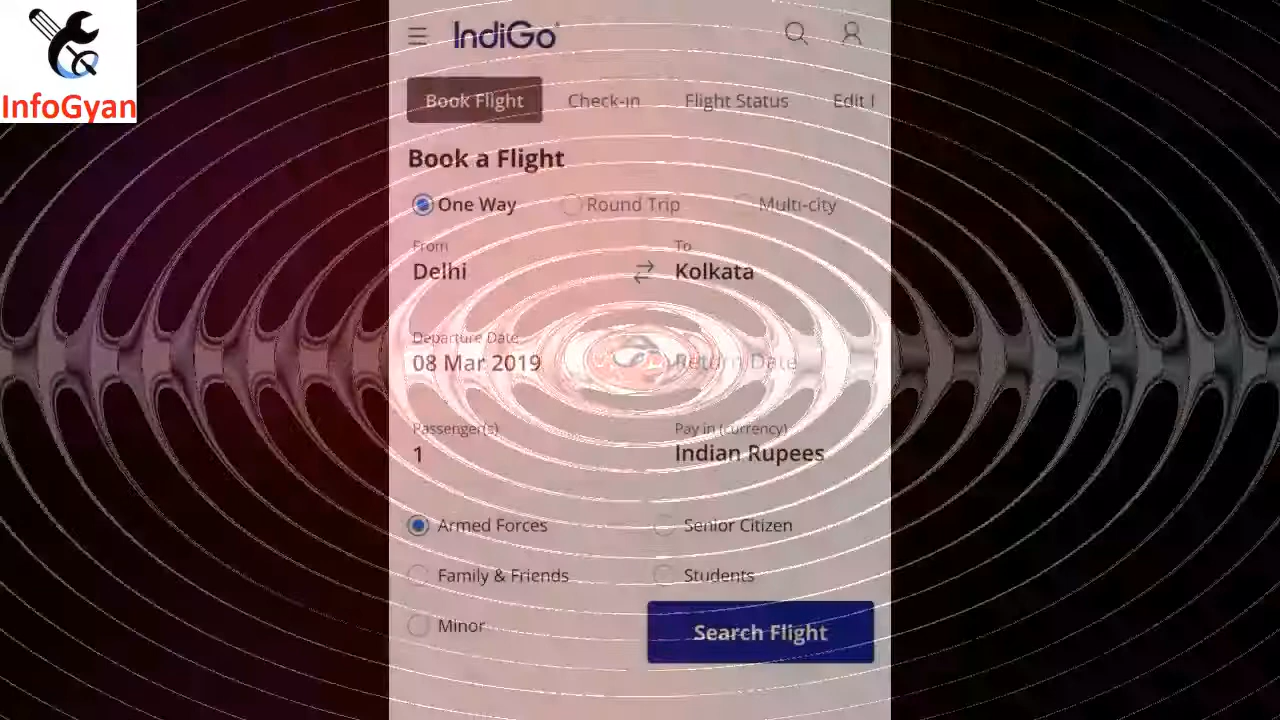 InfoGyan
IndiGo
Book Flight Check-in Flight Status Edit
Book a Flight
One Way Round Trip Multi-city
From To
Delhi Kolkata
Departure Date
08 Mar 2019 Return Date
Passenger(s) Pay in (currency)
1 Indian Rupees
Armed Forces Senior Citizen
Family & Friends Students
Minor
Search Flight